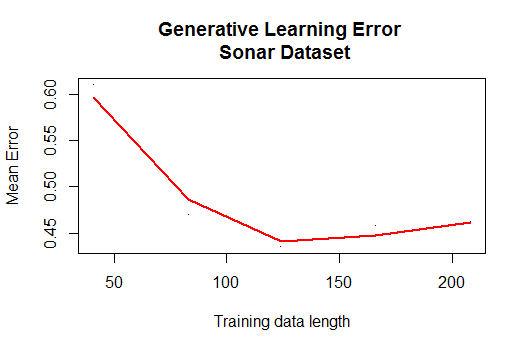 Generative Learning Error
Sonar Dataset
Mean Error
0.60
0.55
0.50
0.45
50 100 150 200
Training data length